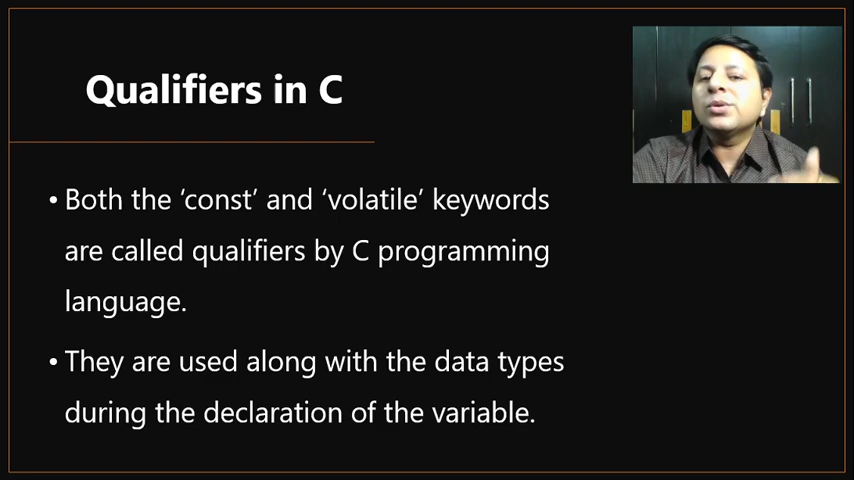 Qualifiers in C
• Both the ‘const’ and ‘volatile’ keywords
are called qualifiers by C programming
language.
• They are used along with the data types
during the declaration of the variable.